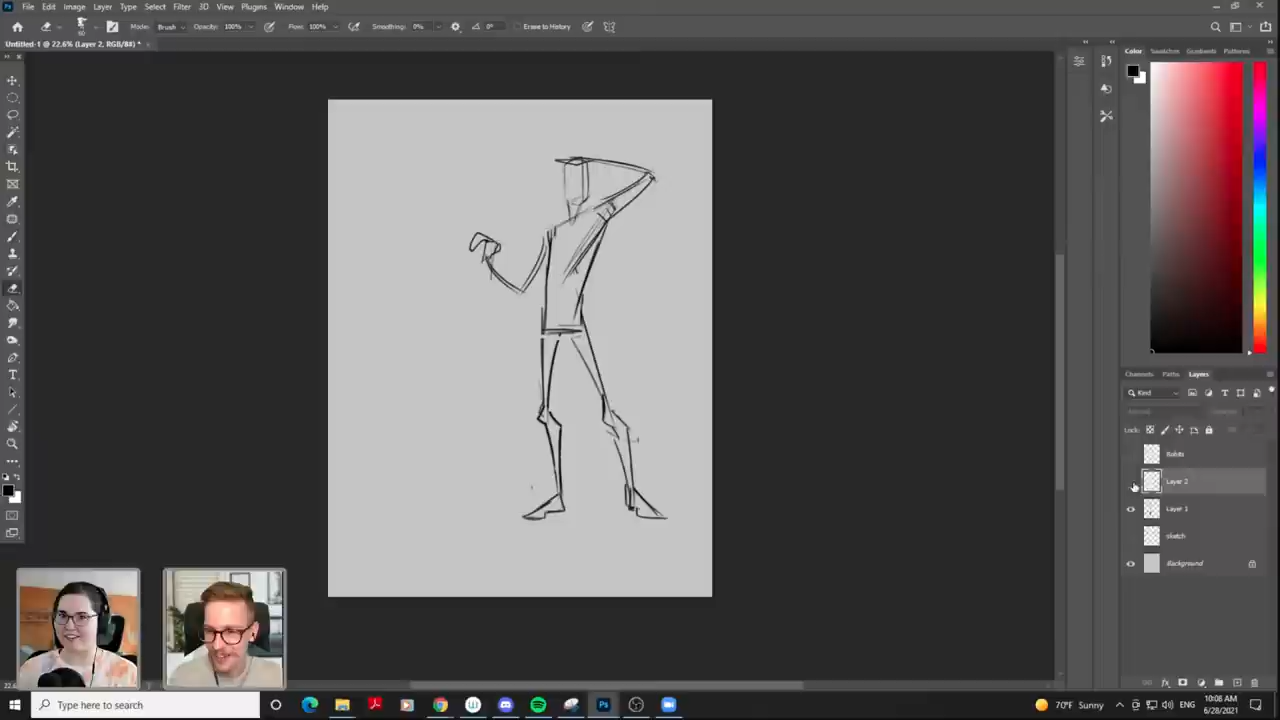 File Edit Image Layer Type Select Filter 3D View Plugins Window Help
Mode: Brush Opacity: 100% Flow: 100% Smoothing: 0% 0° Erase to History
Untitled-1 @ 22.6% (Layer 2, RGB/8#) *
Color Swatches Gradients Patterns
Channels Paths Layers
Kind
Lock:
Layer 2
Layer 1
sketch
Background
Type here to search
70°F Sunny
ENG
10:08 AM
6/28/2021